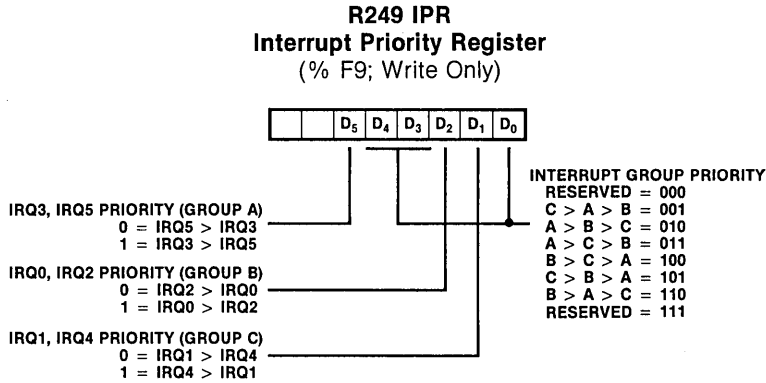 R249 IPR
Interrupt Priority Register
(% F9; Write Only)
D₅ D₄ D₃ D₂ D₁ D₀
INTERRUPT GROUP PRIORITY
RESERVED = 000
C > A > B = 001
A > B > C = 010
A > C > B = 011
B > C > A = 100
C > B > A = 101
B > A > C = 110
RESERVED = 111
IRQ3, IRQ5 PRIORITY (GROUP A)
0 = IRQ5 > IRQ3
1 = IRQ3 > IRQ5
IRQ0, IRQ2 PRIORITY (GROUP B)
0 = IRQ2 > IRQ0
1 = IRQ0 > IRQ2
IRQ1, IRQ4 PRIORITY (GROUP C)
0 = IRQ1 > IRQ4
1 = IRQ4 > IRQ1